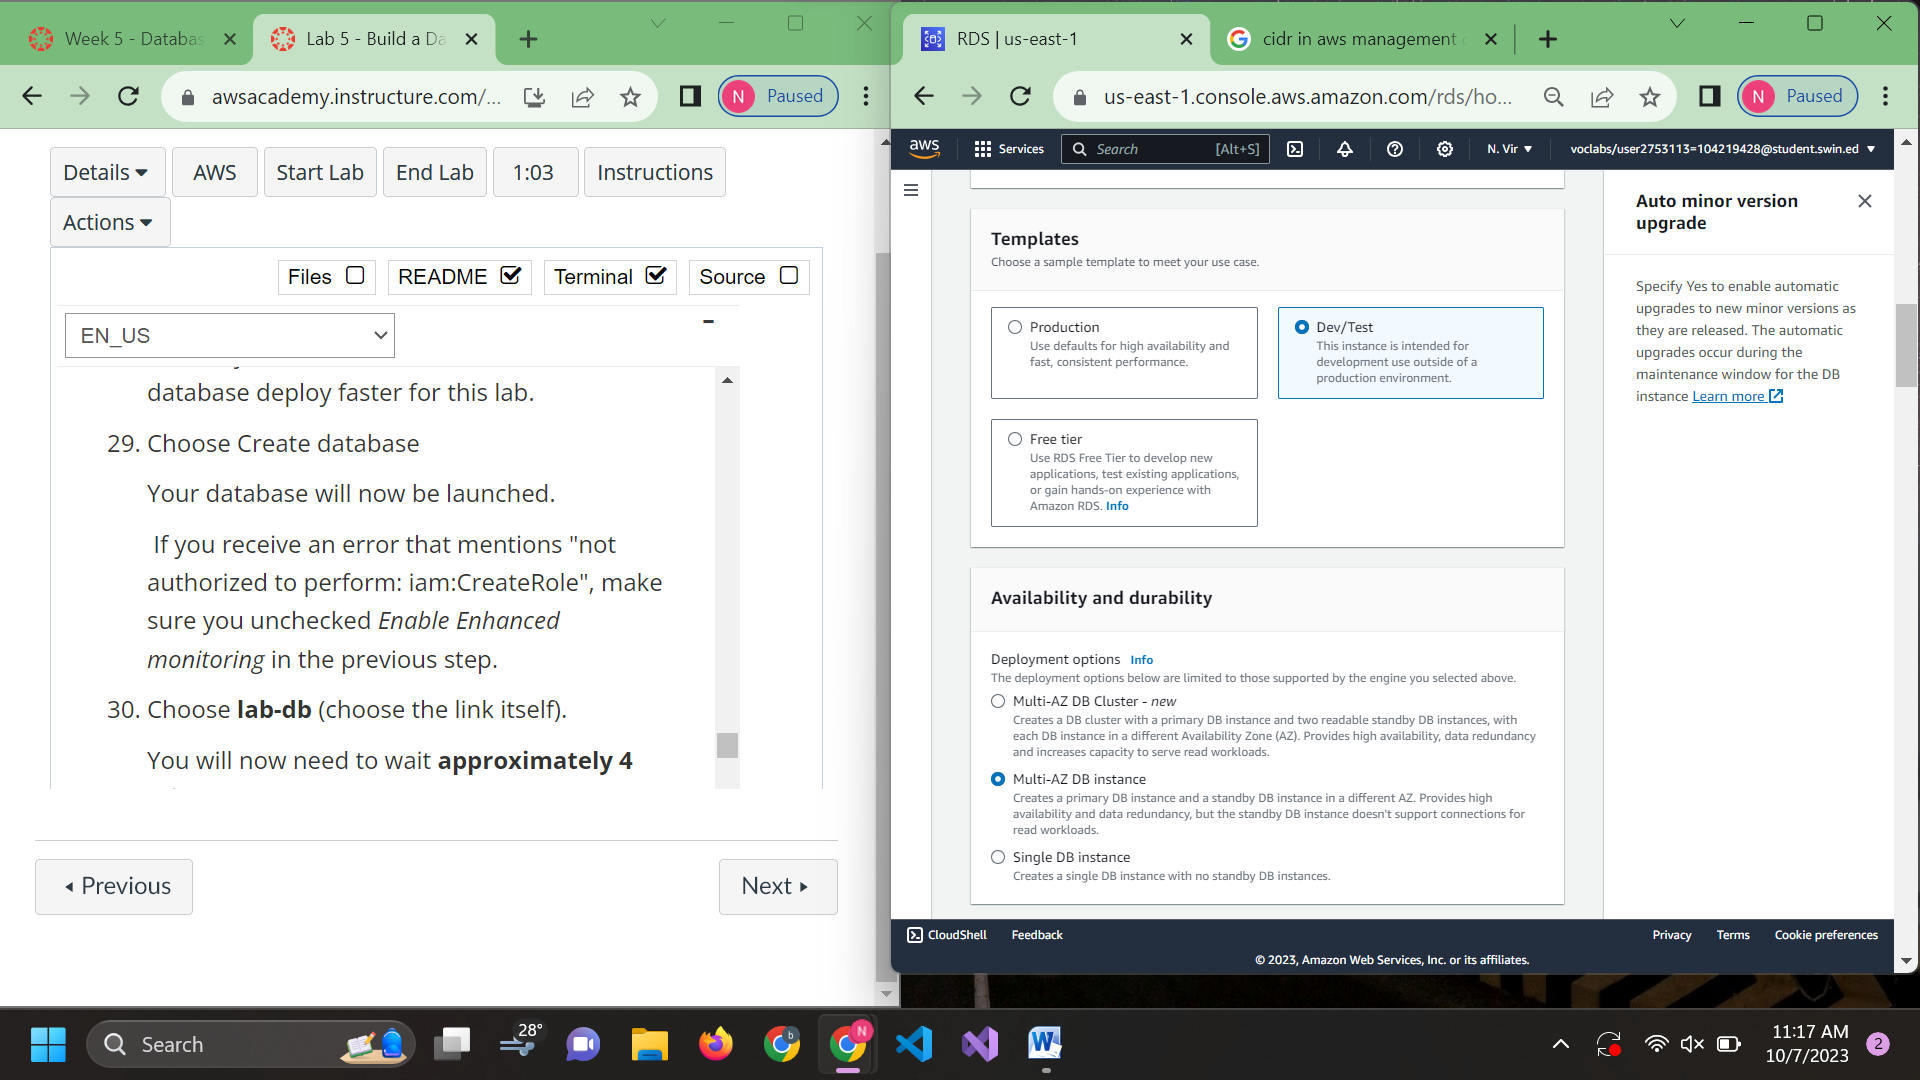 Week 5 - Databas
Lab 5 - Build a Da
awsacademy.instructure.com/...
N Paused
Details
AWS
Start Lab
End Lab
1:03
Instructions
Actions
Files
README
Terminal
Source
EN_US
-
database deploy faster for this lab.
29. Choose Create database
Your database will now be launched.
If you receive an error that mentions "not
authorized to perform: iam:CreateRole", make
sure you unchecked Enable Enhanced
monitoring in the previous step.
30. Choose lab-db (choose the link itself).
You will now need to wait approximately 4
Previous
Next
RDS | us-east-1
cidr in aws management c
us-east-1.console.aws.amazon.com/rds/ho...
N Paused
aws
Services
Search [Alt+S]
N. Vir
voclabs/user2753113=104219428@student.swin.ed
Templates
Choose a sample template to meet your use case.
Production
Use defaults for high availability and
fast, consistent performance.
Dev/Test
This instance is intended for
development use outside of a
production environment.
Free tier
Use RDS Free Tier to develop new
applications, test existing applications,
or gain hands-on experience with
Amazon RDS. Info
Availability and durability
Deployment options Info
The deployment options below are limited to those supported by the engine you selected above.
Multi-AZ DB Cluster - new
Creates a DB cluster with a primary DB instance and two readable standby DB instances, with
each DB instance in a different Availability Zone (AZ). Provides high availability, data redundancy
and increases capacity to serve read workloads.
Multi-AZ DB instance
Creates a primary DB instance and a standby DB instance in a different AZ. Provides high
availability and data redundancy, but the standby DB instance doesn't support connections for
read workloads.
Single DB instance
Creates a single DB instance with no standby DB instances.
Auto minor version
upgrade
Specify Yes to enable automatic
upgrades to new minor versions as
they are released. The automatic
upgrades occur during the
maintenance window for the DB
instance Learn more
CloudShell
Feedback
Privacy
Terms
Cookie preferences
© 2023, Amazon Web Services, Inc. or its affiliates.
Search
28°
b
N
W
11:17 AM
10/7/2023
2